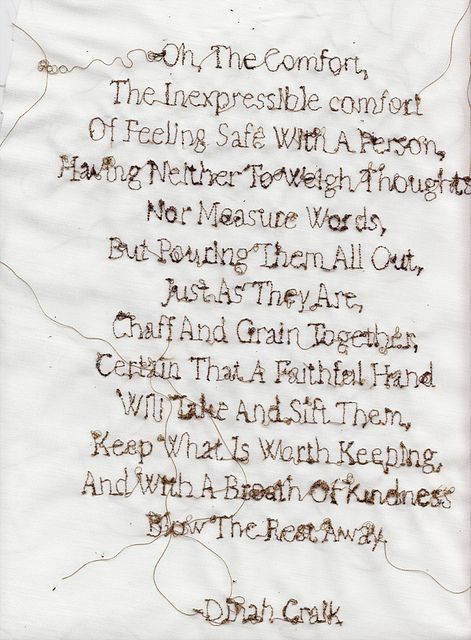 Oh, The Comfort,
The Inexpressible comfort
Of Feeling Safe With A Person,
Having Neither To Weigh Thoughts
Nor Measure Words,
But Pouring Them All Out,
Just As They Are,
Chaff And Grain Together,
Certain That A Faithful Hand
Will Take And Sift Them,
Keep What Is Worth Keeping,
And With A Breath Of Kindness
Blow The Rest Away.
-Dinah Craik